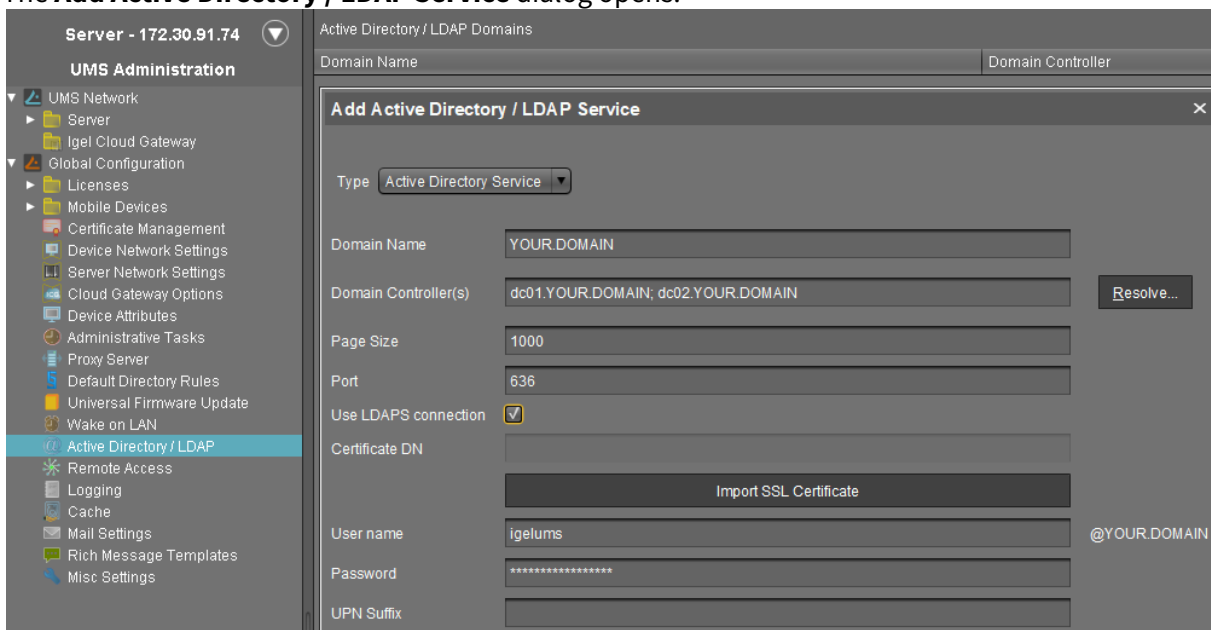 The Add Active Directory / LDAP Service dialog opens.
Server - 172.30.91.74
UMS Administration
UMS Network
Server
Igel Cloud Gateway
Global Configuration
Licenses
Mobile Devices
Certificate Management
Device Network Settings
Server Network Settings
Cloud Gateway Options
Device Attributes
Administrative Tasks
Proxy Server
Default Directory Rules
Universal Firmware Update
Wake on LAN
Active Directory / LDAP
Remote Access
Logging
Cache
Mail Settings
Rich Message Templates
Misc Settings
Active Directory / LDAP Domains
Domain Name Domain Controller
Add Active Directory / LDAP Service
Type Active Directory Service
Domain Name YOUR.DOMAIN
Domain Controller(s) dc01.YOUR.DOMAIN; dc02.YOUR.DOMAIN Resolve...
Page Size 1000
Port 636
Use LDAPS connection
Certificate DN
Import SSL Certificate
User name igelums @YOUR.DOMAIN
Password *****************
UPN Suffix